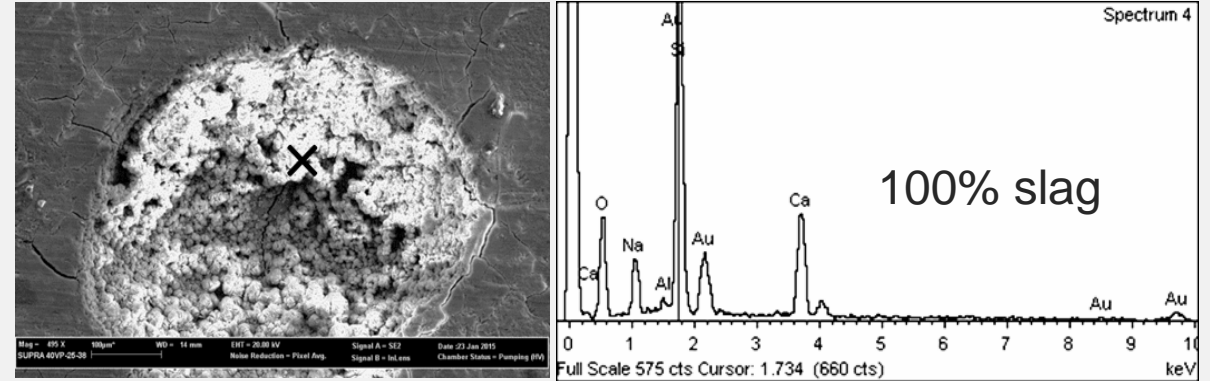 Mag = 495 X 100µm* WD = 14 mm EHT = 20.00 kV Signal A = SE2 Date :23 Jan 2015
SUPRA 40VP-25-38 Noise Reduction = Pixel Avg. Signal B = InLens Chamber Status = Pumping (HV)
Spectrum 4
Au
Si
100% slag
O
Ca
Na
Au
Ca
Al
Au
Au
0 1 2 3 4 5 6 7 8 9 10
Full Scale 575 cts Cursor: 1.734 (660 cts) keV